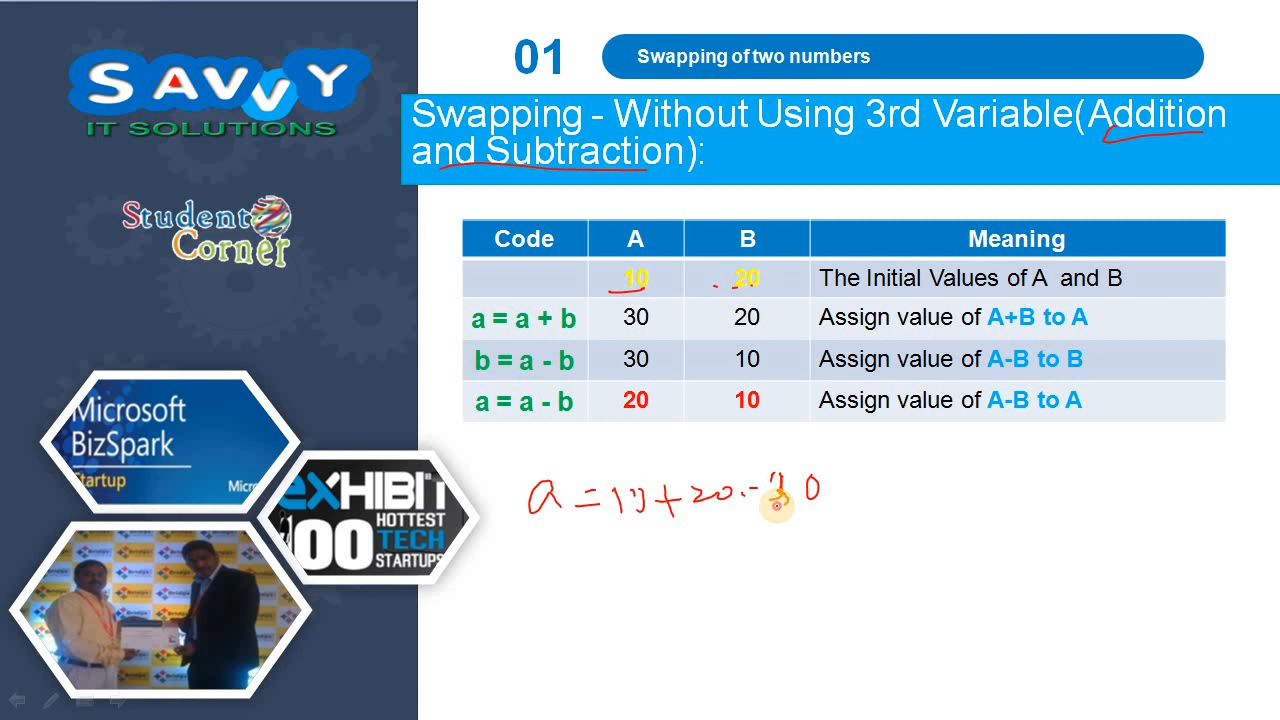 SAVVY
IT SOLUTIONS
Student
Corner
Microsoft
BizSpark
Startup
Micr
eXHIBIT
100
HOTTEST
TECH
STARTUPS
01
Swapping of two numbers
Swapping - Without Using 3rd Variable(Addition
and Subtraction):
Code A B Meaning
10 20 The Initial Values of A and B
a = a + b 30 20 Assign value of A+B to A
b = a - b 30 10 Assign value of A-B to B
a = a - b 20 10 Assign value of A-B to A
a = 10 + 20 - 30